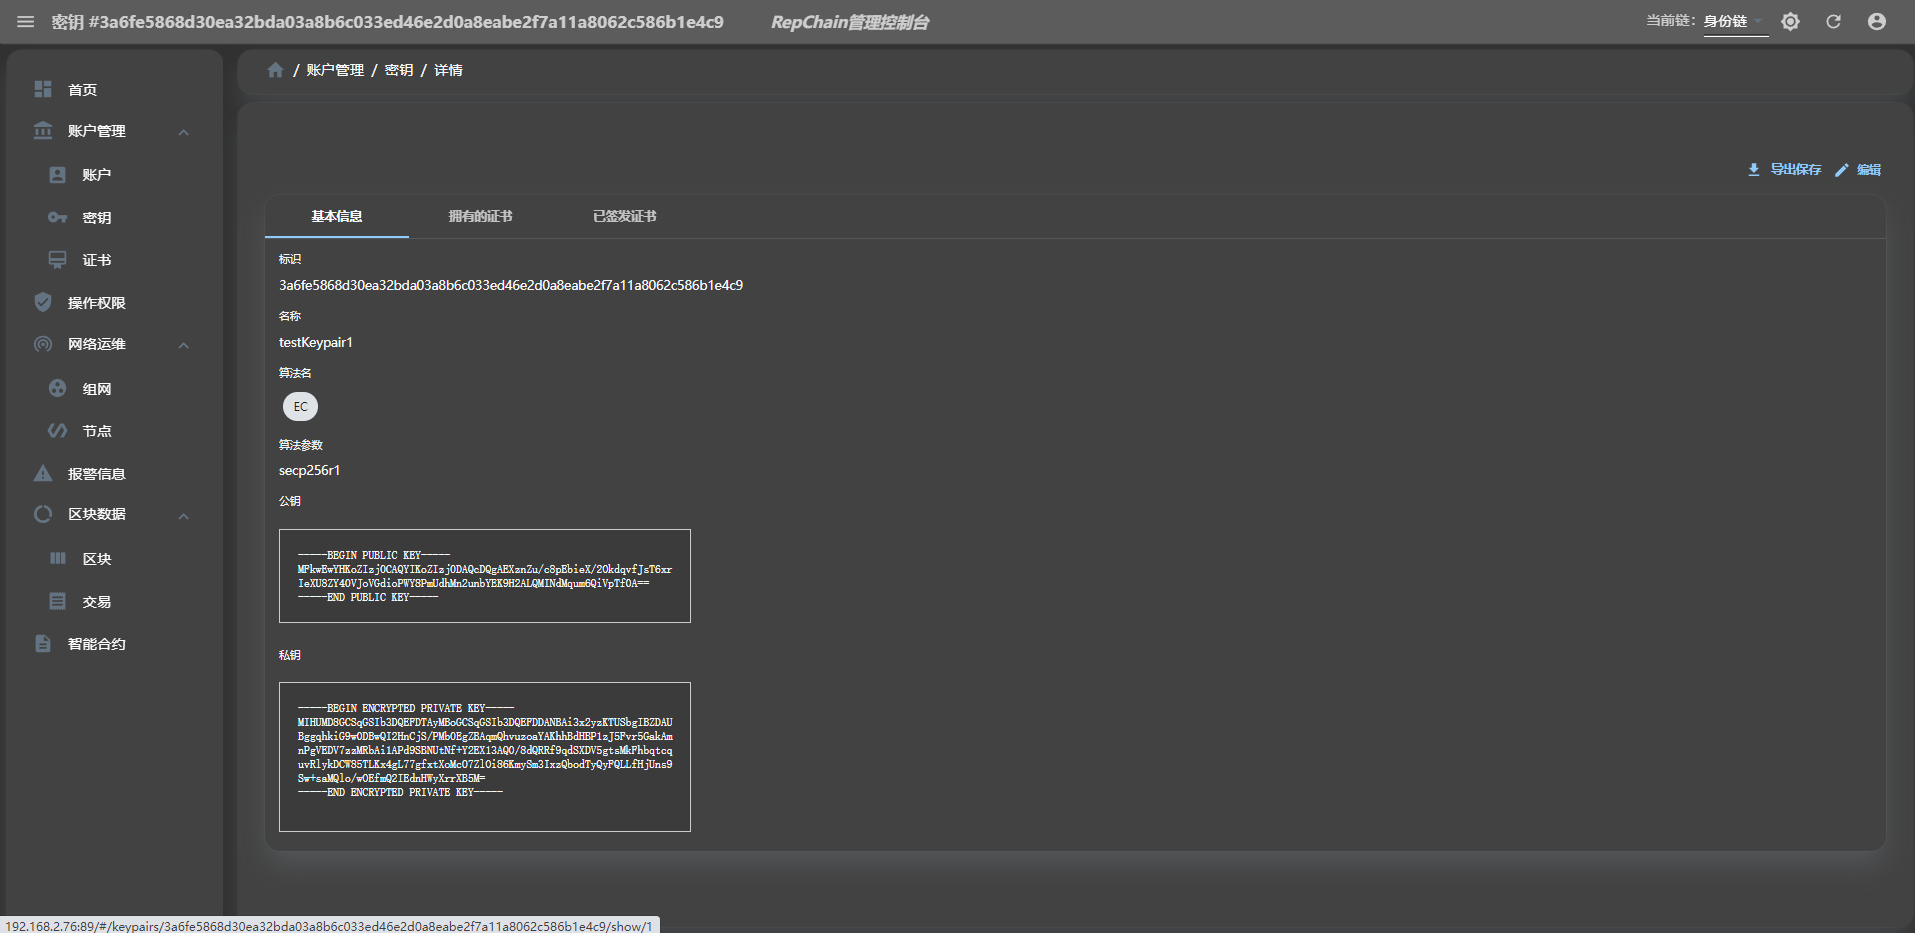 密钥 #3a6fe5868d30ea32bda03a8b6c033ed46e2d0a8eabe2f7a11a8062c586b1e4c9
RepChain管理控制台
当前链: 身份链
首页
账户管理
账户
密钥
证书
操作权限
网络运维
组网
节点
报警信息
区块数据
区块
交易
智能合约
/ 账户管理 / 密钥 / 详情
导出保存
编辑
基本信息
拥有的证书
已签发证书
标识
3a6fe5868d30ea32bda03a8b6c033ed46e2d0a8eabe2f7a11a8062c586b1e4c9
名称
testKeypair1
算法名
EC
算法参数
secp256r1
公钥
-----BEGIN PUBLIC KEY-----
MFkwEwYHKoZIzj0CAQYIKoZIzj0DAQcDQgAEXznZu/c8pEbieX/20kdqvfJsT6xr
IeXU8ZY40VJoVGdioPWY8PmUdhMn2unbYEK9H2ALQMINdMqum6QiVpTf0A==
-----END PUBLIC KEY-----
私钥
-----BEGIN ENCRYPTED PRIVATE KEY-----
MIHUMD8GCSqGSIb3DQEFDTAyMBoGCSqGSIb3DQEFDDANBAi3x2yzKTUSbgIBZDAU
BggqhkiG9w0DBwQI2HnCjS/PMb0EgZBAqmQhvuzoaYAKhhBdHBP1zJ5Fvr5GakAm
nPgVEDV7zzMRbAi1APd9SBNUtNf+Y2EX13AQ0/8dQRRf9qdSXDV5gtsMkPhbqtcq
uvRlykDCW85TLKx4gL77gfxtXoMc07Zl0i86KmySm3IxzQbodTyQyPQLLfHjUns9
Sw+saMQlo/w0EfmQ2IEdnHWyXrrXB5M=
-----END ENCRYPTED PRIVATE KEY-----
192.168.2.76:89/#/keypairs/3a6fe5868d30ea32bda03a8b6c033ed46e2d0a8eabe2f7a11a8062c586b1e4c9/show/1